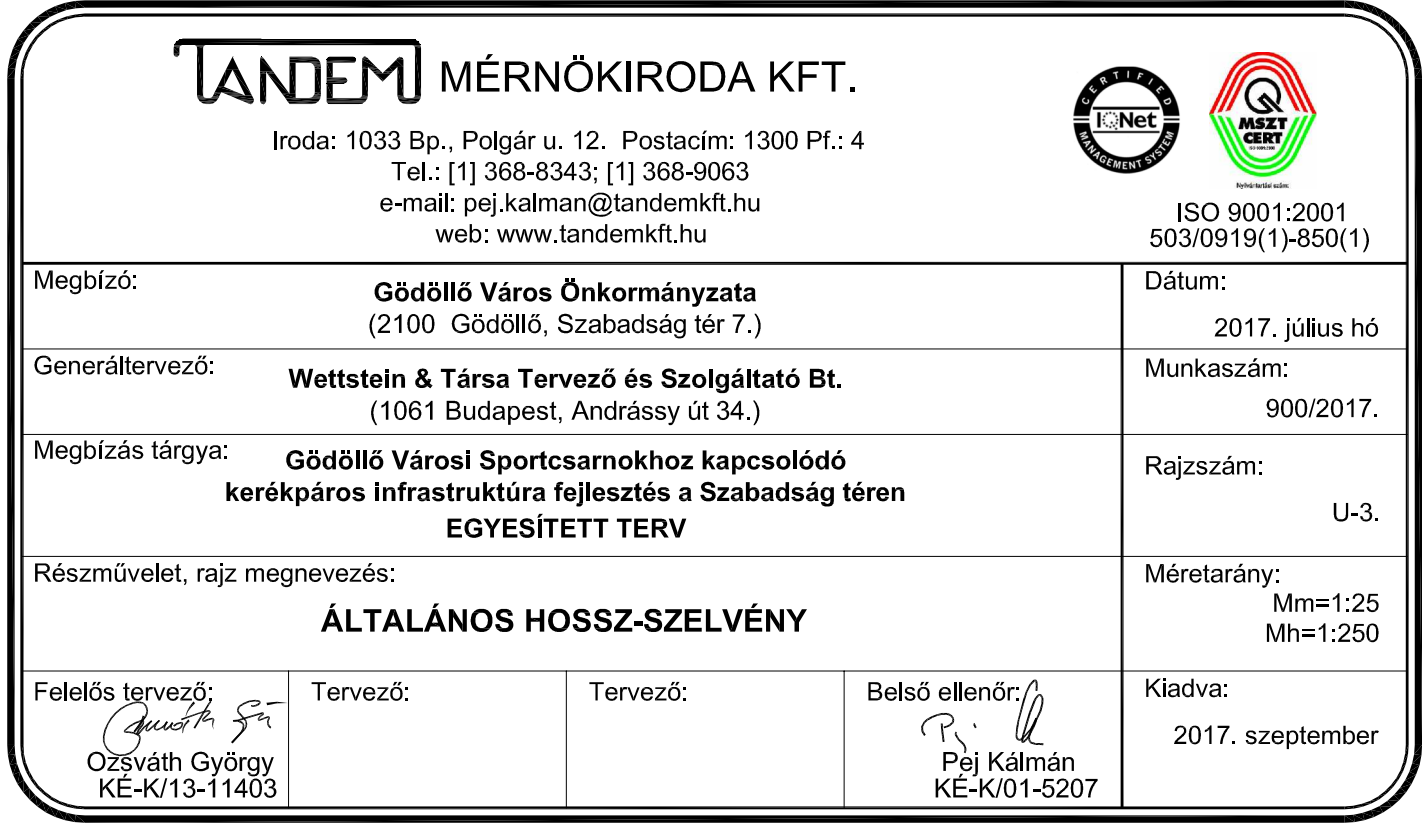 TANDEM MÉRNÖKIRODA KFT.
Iroda: 1033 Bp., Polgár u. 12. Postacím: 1300 Pf.: 4
Tel.: [1] 368-8343; [1] 368-9063
e-mail: pej.kalman@tandemkft.hu
web: www.tandemkft.hu
CERTIFIED
IQNet
MANAGEMENT SYSTEM
Q
MSZT
CERT
ISO 9001:2001
503/0919(1)-850(1)
Megbízó:
Gödöllő Város Önkormányzata
(2100 Gödöllő, Szabadság tér 7.)
Dátum:
2017. július hó
Generáltervező:
Wettstein & Társa Tervező és Szolgáltató Bt.
(1061 Budapest, Andrássy út 34.)
Munkaszám:
900/2017.
Megbízás tárgya:
Gödöllő Városi Sportcsarnokhoz kapcsolódó
kerékpáros infrastruktúra fejlesztés a Szabadság téren
EGYESÍTETT TERV
Rajzszám:
U-3.
Részművelet, rajz megnevezés:
ÁLTALÁNOS HOSSZ-SZELVÉNY
Méretarány:
Mm=1:25
Mh=1:250
Felelős tervező:
Ozsváth György
KÉ-K/13-11403
Tervező:
Tervező:
Belső ellenőr:
Pej Kálmán
KÉ-K/01-5207
Kiadva:
2017. szeptember